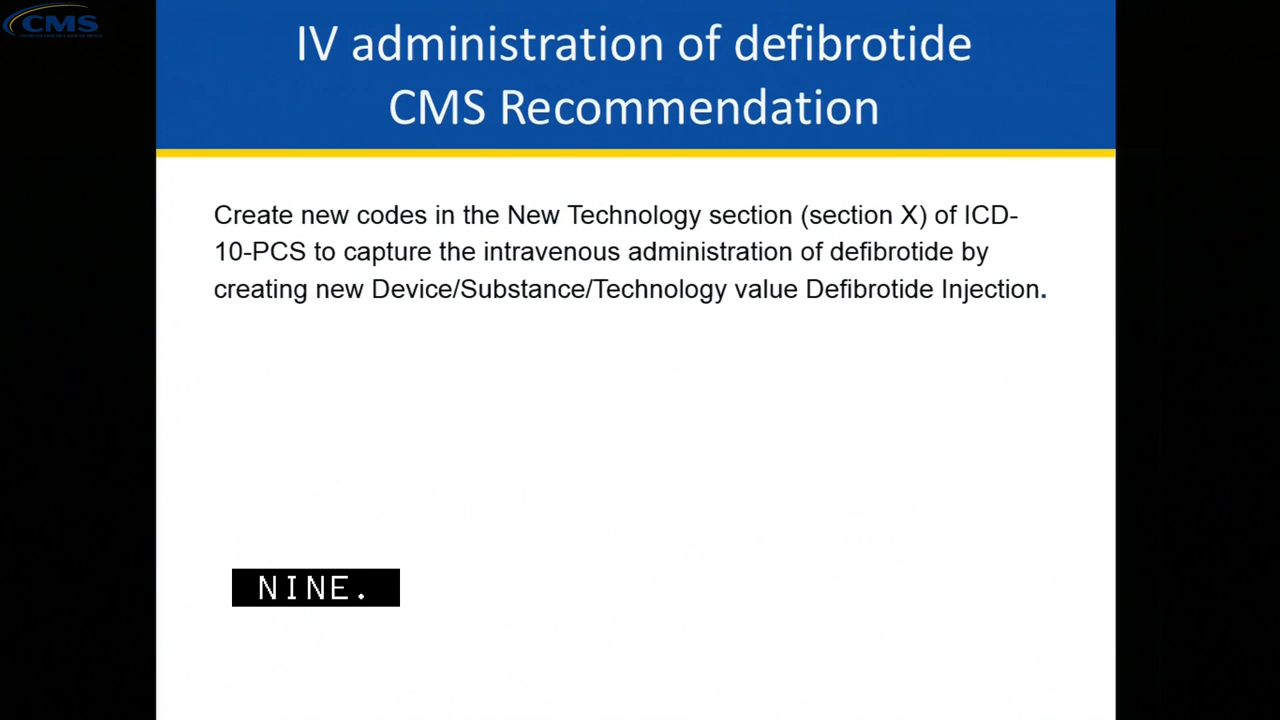 CMS
IV administration of defibrotide
CMS Recommendation
Create new codes in the New Technology section (section X) of ICD-
10-PCS to capture the intravenous administration of defibrotide by
creating new Device/Substance/Technology value Defibrotide Injection.
NINE.